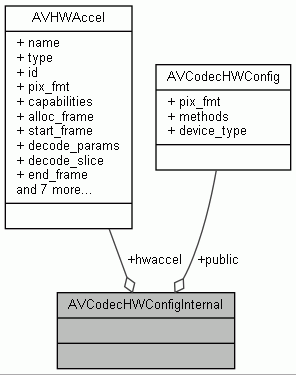 AVHWAccel
+ name
+ type
+ id
+ pix_fmt
+ capabilities
+ alloc_frame
+ start_frame
+ decode_params
+ decode_slice
+ end_frame
and 7 more...
AVCodecHWConfig
+ pix_fmt
+ methods
+ device_type
+hwaccel
+public
AVCodecHWConfigInternal